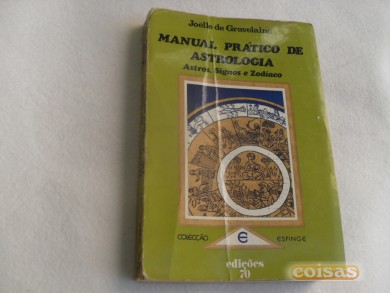 Joëlle de Gravelaine
MANUAL PRÁTICO DE
ASTROLOGIA
Astros, Signos e Zodíaco
COLECÇÃO
ESFINGE
edições
70
coisas